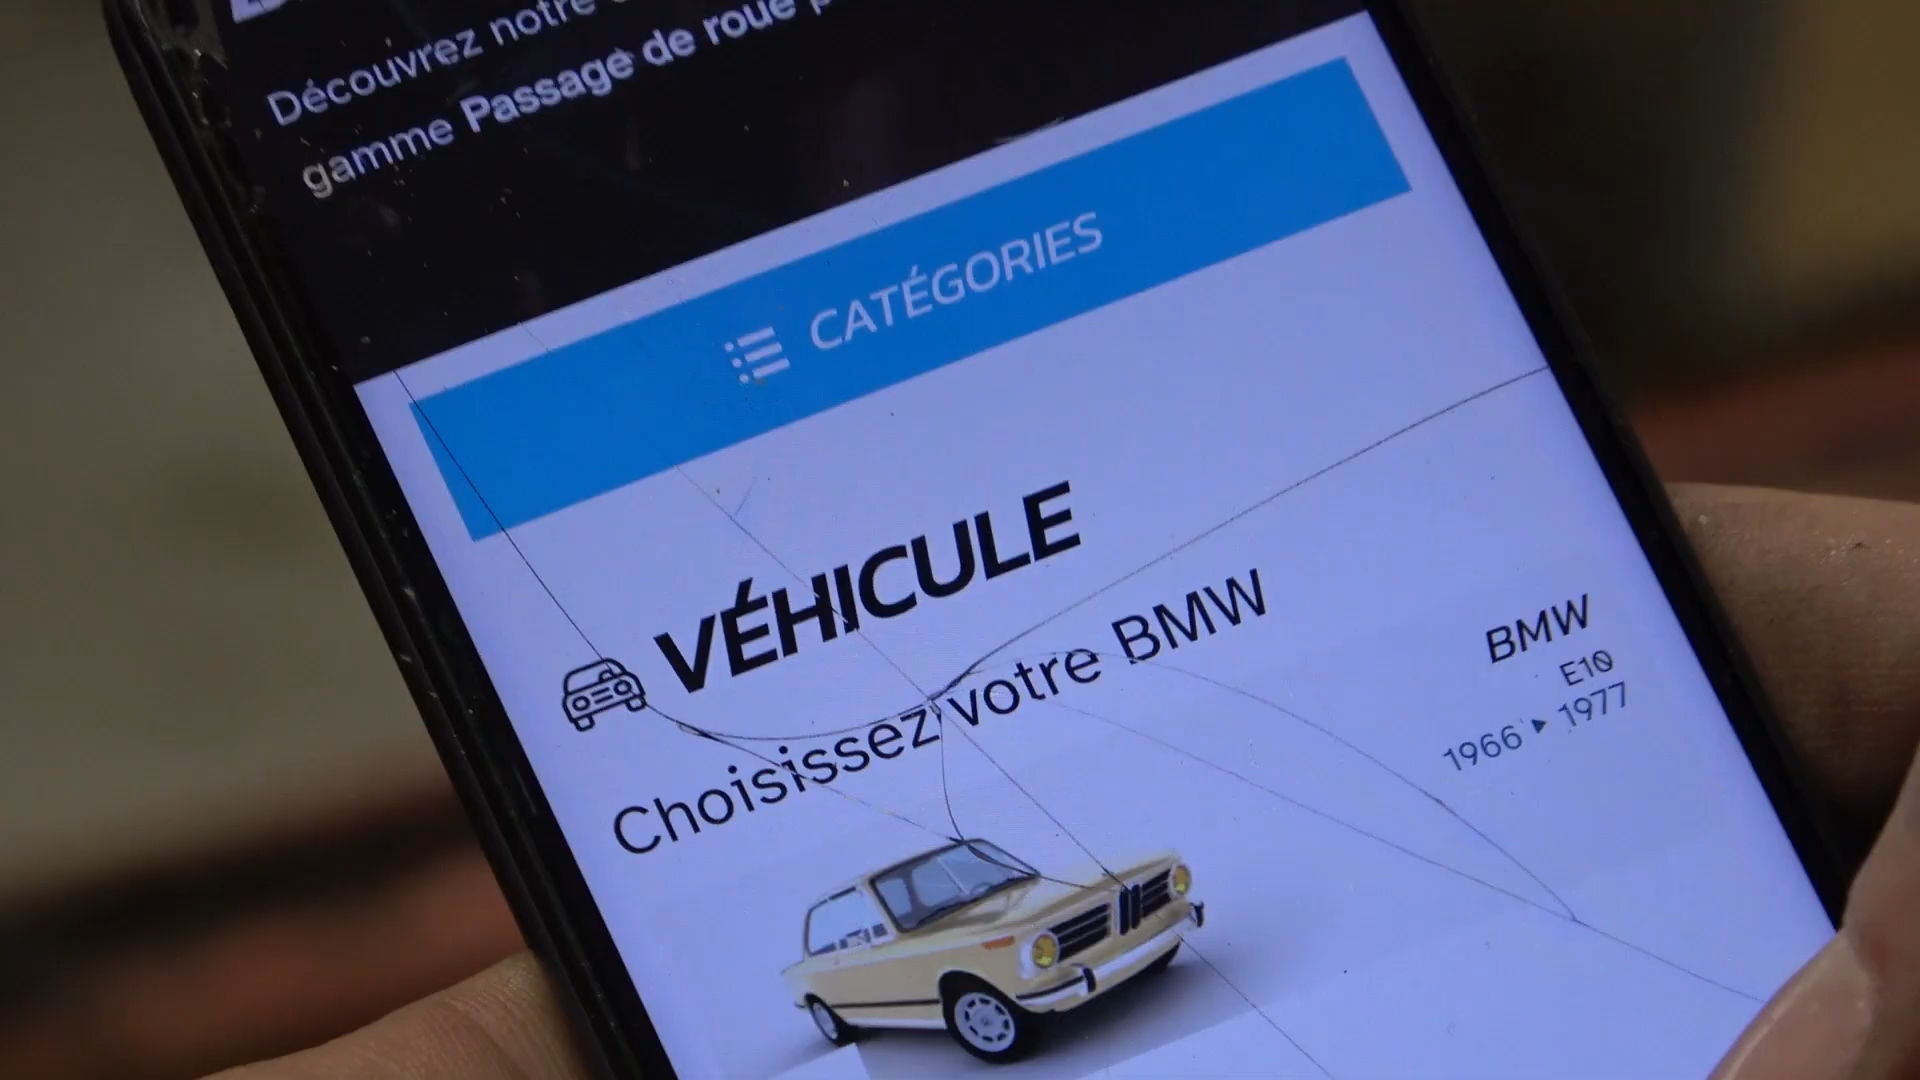 Découvrez notre
gamme Passage de roue
CATÉGORIES
VÉHICULE
Choisissez votre BMW
BMW
E10
1966 ▸ 1977